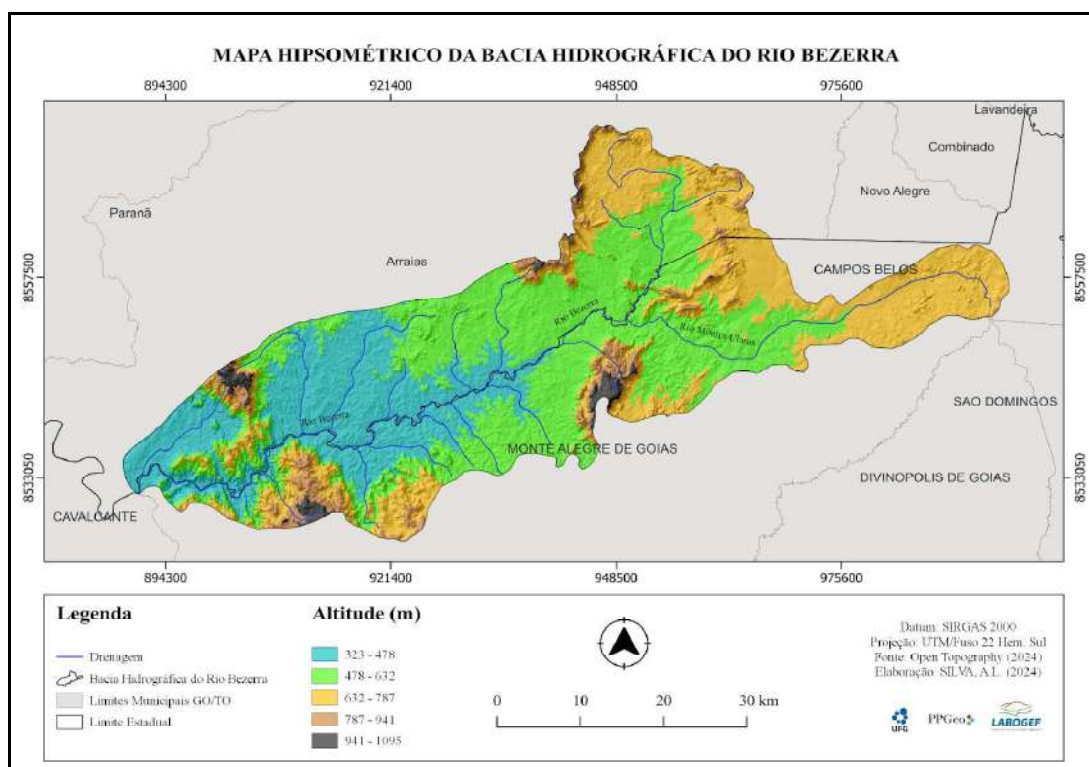 MAPA HIPSOMÉTRICO DA BACIA HIDROGRÁFICA DO RIO BEZERRA
894300
921400
948500
975600
Lavandeira
Combinado
Novo Alegre
Paranã
Arraias
8557500
8557500
CAMPOS BELOS
Rio Bezerra
Rio Bezerra
SAO DOMINGOS
MONTE ALEGRE DE GOIAS
8533050
8533050
DIVINOPOLIS DE GOIAS
CAVALCANTE
894300
921400
948500
975600
Legenda
Drenagem
Bacia Hidrográfica do Rio Bezerra
Limites Municipais GO/TO
Limite Estadual
Altitude (m)
323 - 478
478 - 632
632 - 787
787 - 941
941 - 1095
0 10 20 30 km
Datum: SIRGAS 2000
Projeção: UTM/Fuso 22 Hem. Sul
Fonte: Open Topography (2024)
Elaboração: SILVA, A.L. (2024)
UFG
PPGeo
LABOGEF